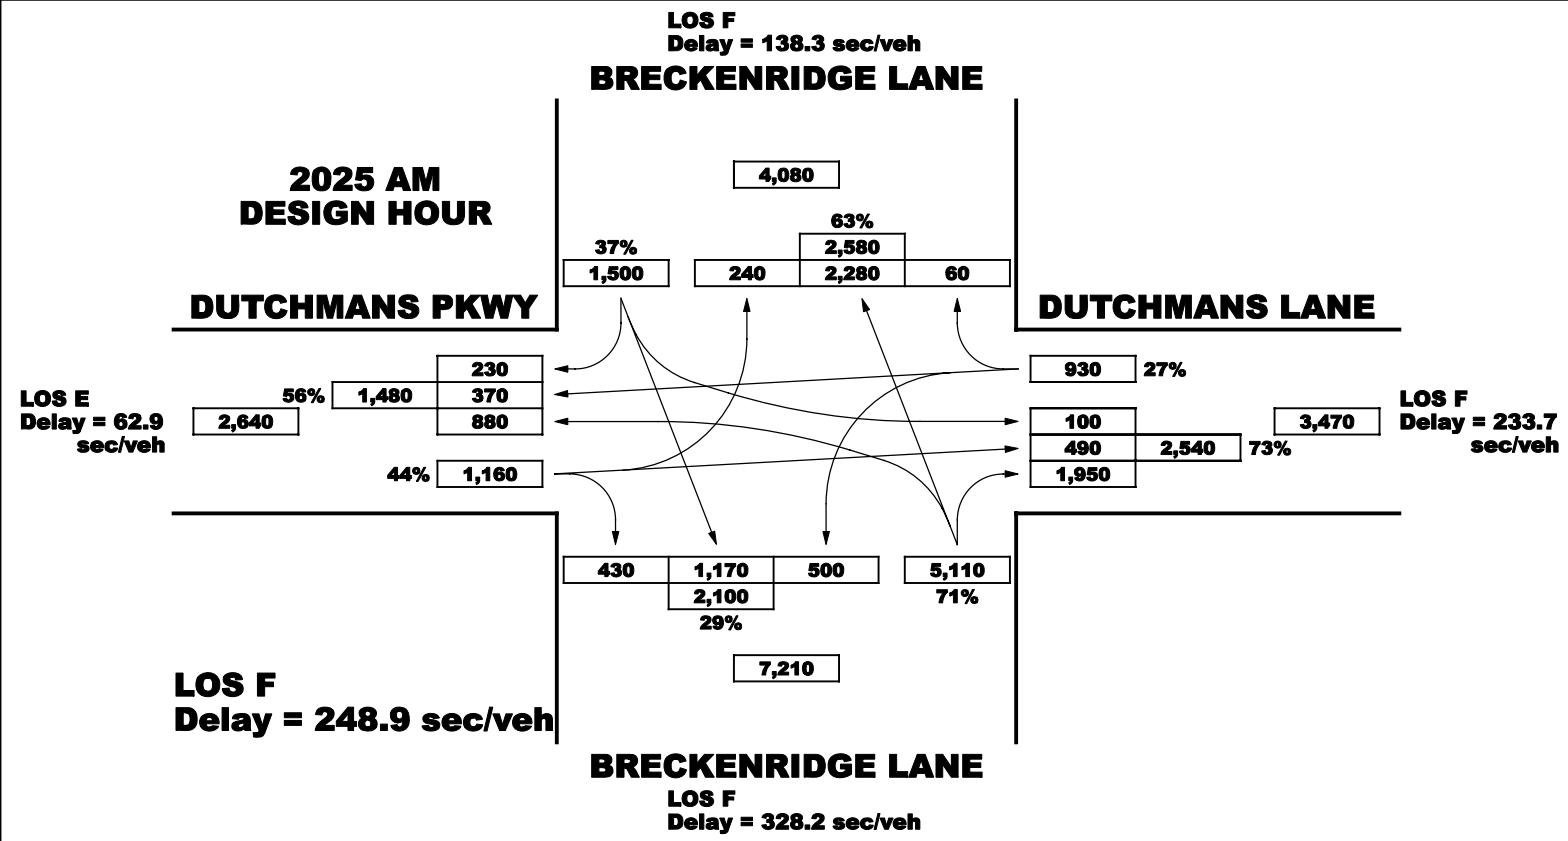 LOS F
Delay = 138.3 sec/veh
BRECKENRIDGE LANE
2025 AM
DESIGN HOUR
4,080
63%
37%
2,580
1,500
240 2,280 60
DUTCHMANS PKWY
DUTCHMANS LANE
230
930 27%
LOS E
Delay = 62.9
sec/veh
56% 1,480 370
2,640
880
44% 1,160
100
490 2,540 73%
1,950
3,470
LOS F
Delay = 233.7
sec/veh
430 1,170 500 5,110
2,100
71%
29%
7,210
LOS F
Delay = 248.9 sec/veh
BRECKENRIDGE LANE
LOS F
Delay = 328.2 sec/veh